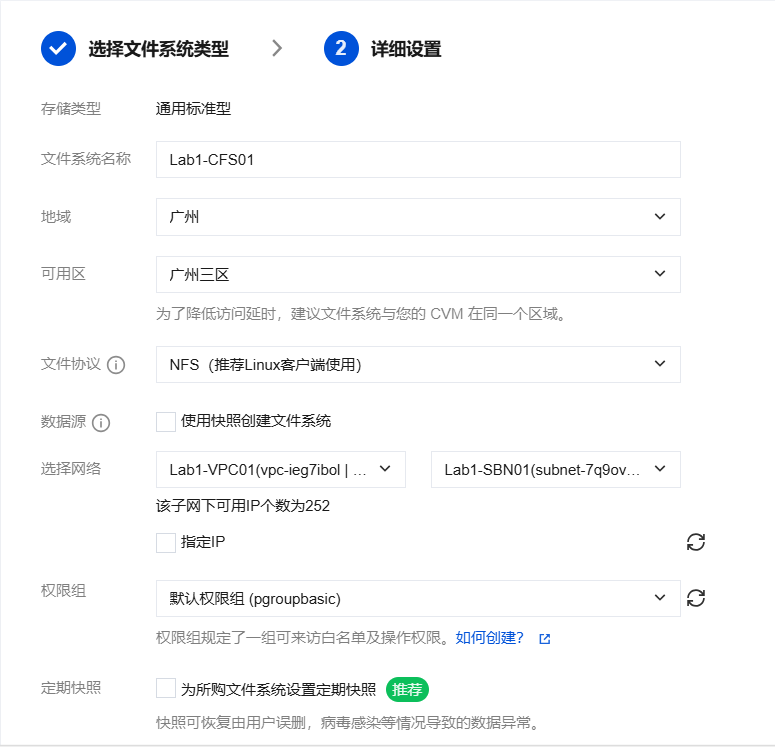 选择文件系统类型
2 详细设置
存储类型 通用标准型
文件系统名称 Lab1-CFS01
地域 广州
可用区 广州三区
为了降低访问延时，建议文件系统与您的 CVM 在同一个区域。
文件协议 NFS（推荐Linux客户端使用）
数据源 使用快照创建文件系统
选择网络 Lab1-VPC01(vpc-ieg7ibol | ... Lab1-SBN01(subnet-7q9ov...
该子网下可用IP个数为252
指定IP
权限组 默认权限组 (pgroupbasic)
权限组规定了一组可来访白名单及操作权限。如何创建？
定期快照 为所购文件系统设置定期快照 推荐
快照可恢复由用户误删，病毒感染等情况导致的数据异常。